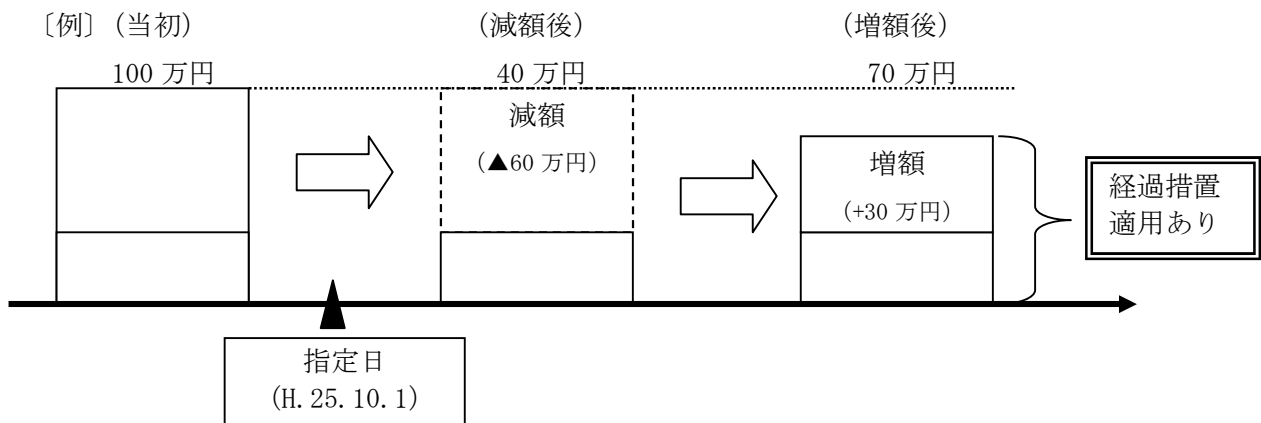 〔例〕(当初) (減額後) (増額後)
100 万円 40 万円 70 万円
減額
(▲60 万円)
増額
(+30 万円)
経過措置
適用あり
指定日
(H.25.10.1)